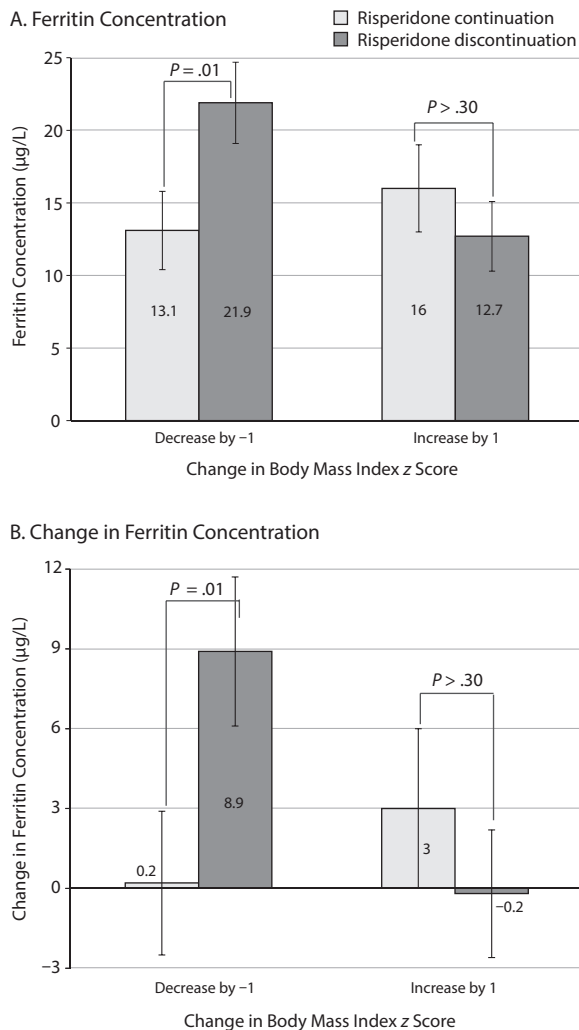 A. Ferritin Concentration
Risperidone continuation
Risperidone discontinuation
Ferritin Concentration (μg/L)
25
20
15
10
5
0
P = .01
P > .30
13.1
21.9
16
12.7
Decrease by −1
Increase by 1
Change in Body Mass Index z Score
B. Change in Ferritin Concentration
Change in Ferritin Concentration (μg/L)
12
9
6
3
0
−3
P = .01
P > .30
0.2
8.9
3
−0.2
Decrease by −1
Increase by 1
Change in Body Mass Index z Score